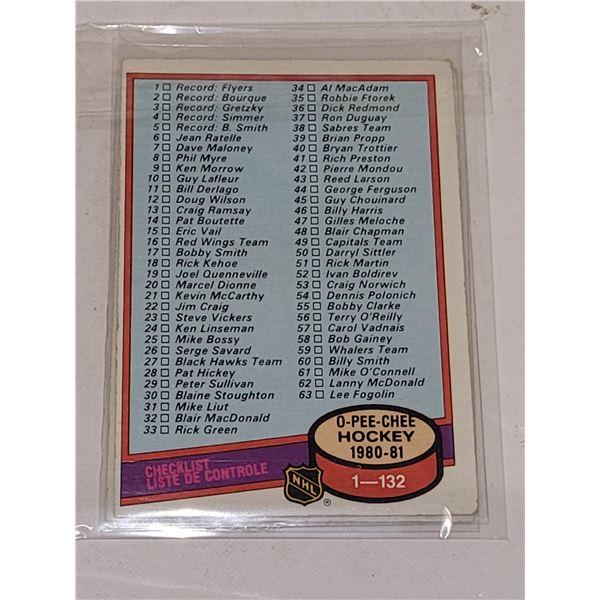 1 □ Record: Flyers
2 □ Record: Bourque
3 □ Record: Gretzky
4 □ Record: Simmer
5 □ Record: B. Smith
6 □ Jean Ratelle
7 □ Dave Maloney
8 □ Phil Myre
9 □ Ken Morrow
10 □ Guy Lafleur
11 □ Bill Derlago
12 □ Doug Wilson
13 □ Craig Ramsay
14 □ Pat Boutette
15 □ Eric Vail
16 □ Red Wings Team
17 □ Bobby Smith
18 □ Rick Kehoe
19 □ Joel Quenneville
20 □ Marcel Dionne
21 □ Kevin McCarthy
22 □ Jim Craig
23 □ Steve Vickers
24 □ Ken Linseman
25 □ Mike Bossy
26 □ Serge Savard
27 □ Black Hawks Team
28 □ Pat Hickey
29 □ Peter Sullivan
30 □ Blaine Stoughton
31 □ Mike Liut
32 □ Blair MacDonald
33 □ Rick Green
34 □ Al MacAdam
35 □ Robbie Ftorek
36 □ Dick Redmond
37 □ Ron Duguay
38 □ Sabres Team
39 □ Brian Propp
40 □ Bryan Trottier
41 □ Rich Preston
42 □ Pierre Mondou
43 □ Reed Larson
44 □ George Ferguson
45 □ Guy Chouinard
46 □ Billy Harris
47 □ Gilles Meloche
48 □ Blair Chapman
49 □ Capitals Team
50 □ Darryl Sittler
51 □ Rick Martin
52 □ Ivan Boldirev
53 □ Craig Norwich
54 □ Dennis Polonich
55 □ Bobby Clarke
56 □ Terry O'Reilly
57 □ Carol Vadnais
58 □ Bob Gainey
59 □ Whalers Team
60 □ Billy Smith
61 □ Mike O'Connell
62 □ Lanny McDonald
63 □ Lee Fogolin
CHECKLIST
LISTE DE CONTROLE
NHL
®
O-PEE-CHEE
HOCKEY
1980-81
1—132